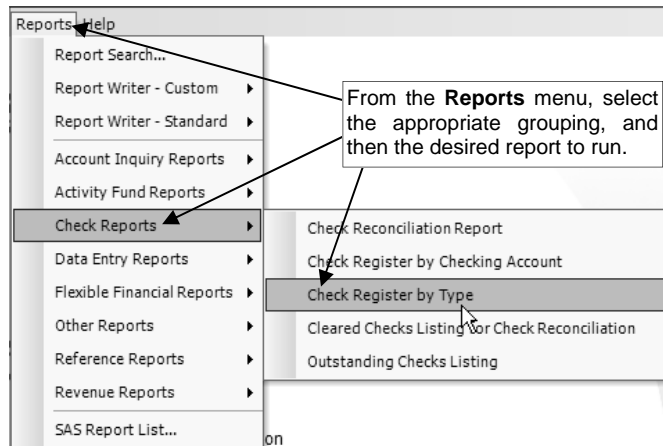 Reports Help
Report Search...
Report Writer - Custom
Report Writer - Standard
Account Inquiry Reports
Activity Fund Reports
Check Reports
Data Entry Reports
Flexible Financial Reports
Other Reports
Reference Reports
Revenue Reports
SAS Report List...
From the Reports menu, select
the appropriate grouping, and
then the desired report to run.
Check Reconciliation Report
Check Register by Checking Account
Check Register by Type
Cleared Checks Listing for Check Reconciliation
Outstanding Checks Listing
on